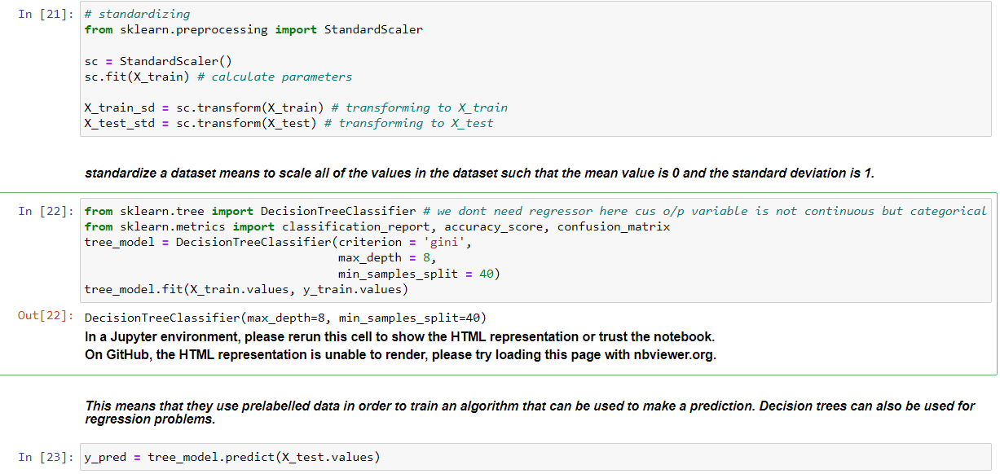 In [21]: # standardizing
from sklearn.preprocessing import StandardScaler
sc = StandardScaler()
sc.fit(X_train) # calculate parameters
X_train_sd = sc.transform(X_train) # transforming to X_train
X_test_std = sc.transform(X_test) # transforming to X_test
standardize a dataset means to scale all of the values in the dataset such that the mean value is 0 and the standard deviation is 1.
In [22]: from sklearn.tree import DecisionTreeClassifier # we dont need regressor here cus o/p variable is not continuous but categorical
from sklearn.metrics import classification_report, accuracy_score, confusion_matrix
tree_model = DecisionTreeClassifier(criterion = 'gini',
max_depth = 8,
min_samples_split = 40)
tree_model.fit(X_train.values, y_train.values)
Out[22]: DecisionTreeClassifier(max_depth=8, min_samples_split=40)
In a Jupyter environment, please rerun this cell to show the HTML representation or trust the notebook.
On GitHub, the HTML representation is unable to render, please try loading this page with nbviewer.org.
This means that they use prelabelled data in order to train an algorithm that can be used to make a prediction. Decision trees can also be used for
regression problems.
In [23]: y_pred = tree_model.predict(X_test.values)